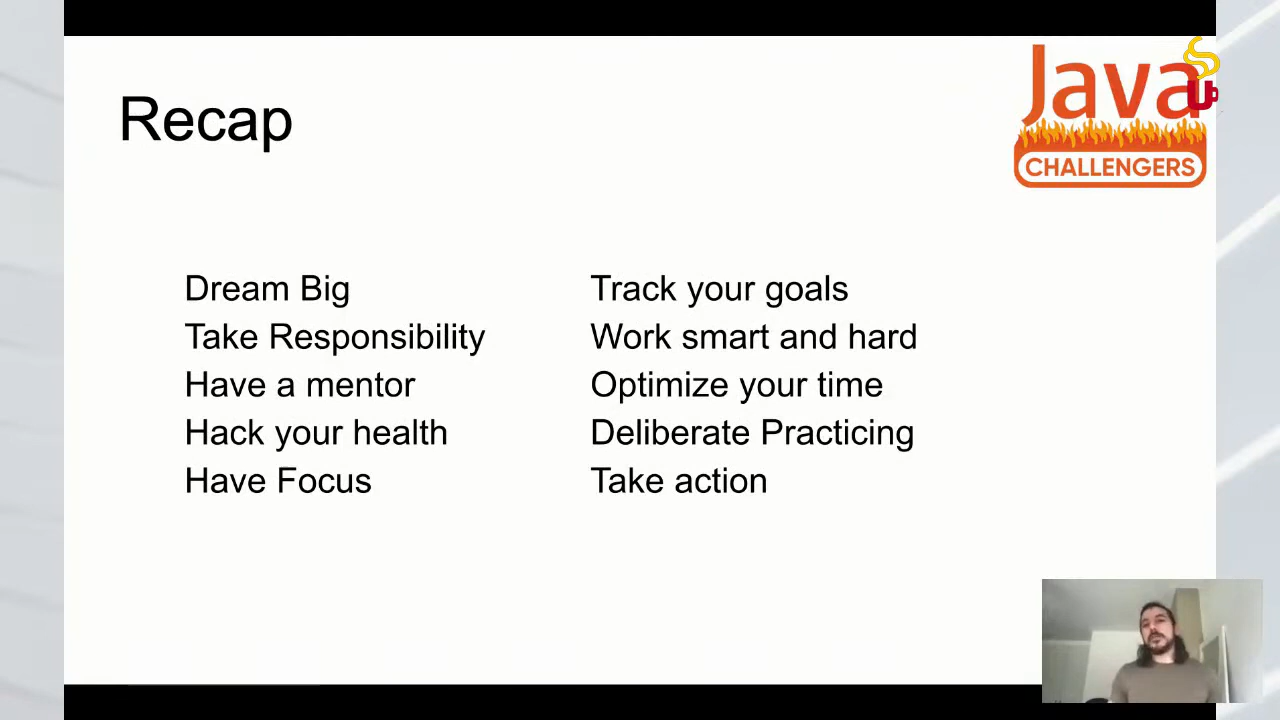 Recap
Java
CHALLENGERS
Dream Big
Take Responsibility
Have a mentor
Hack your health
Have Focus
Track your goals
Work smart and hard
Optimize your time
Deliberate Practicing
Take action